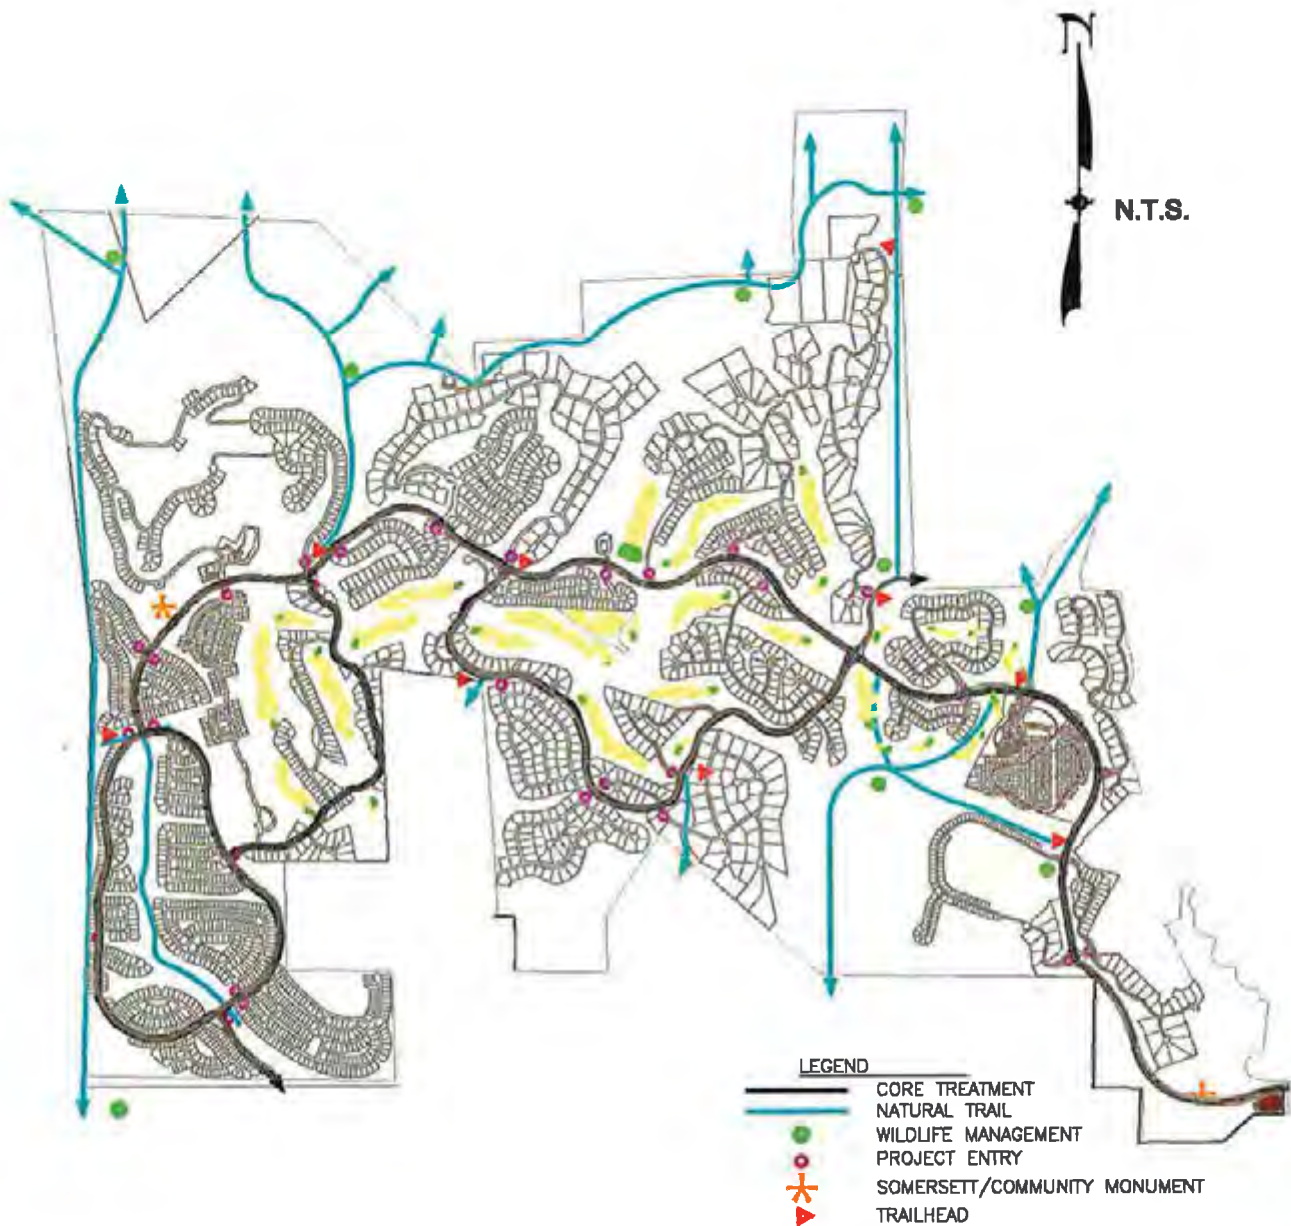 N
N.T.S.
LEGEND
CORE TREATMENT
NATURAL TRAIL
WILDLIFE MANAGEMENT
PROJECT ENTRY
SOMERSETT/COMMUNITY MONUMENT
TRAILHEAD